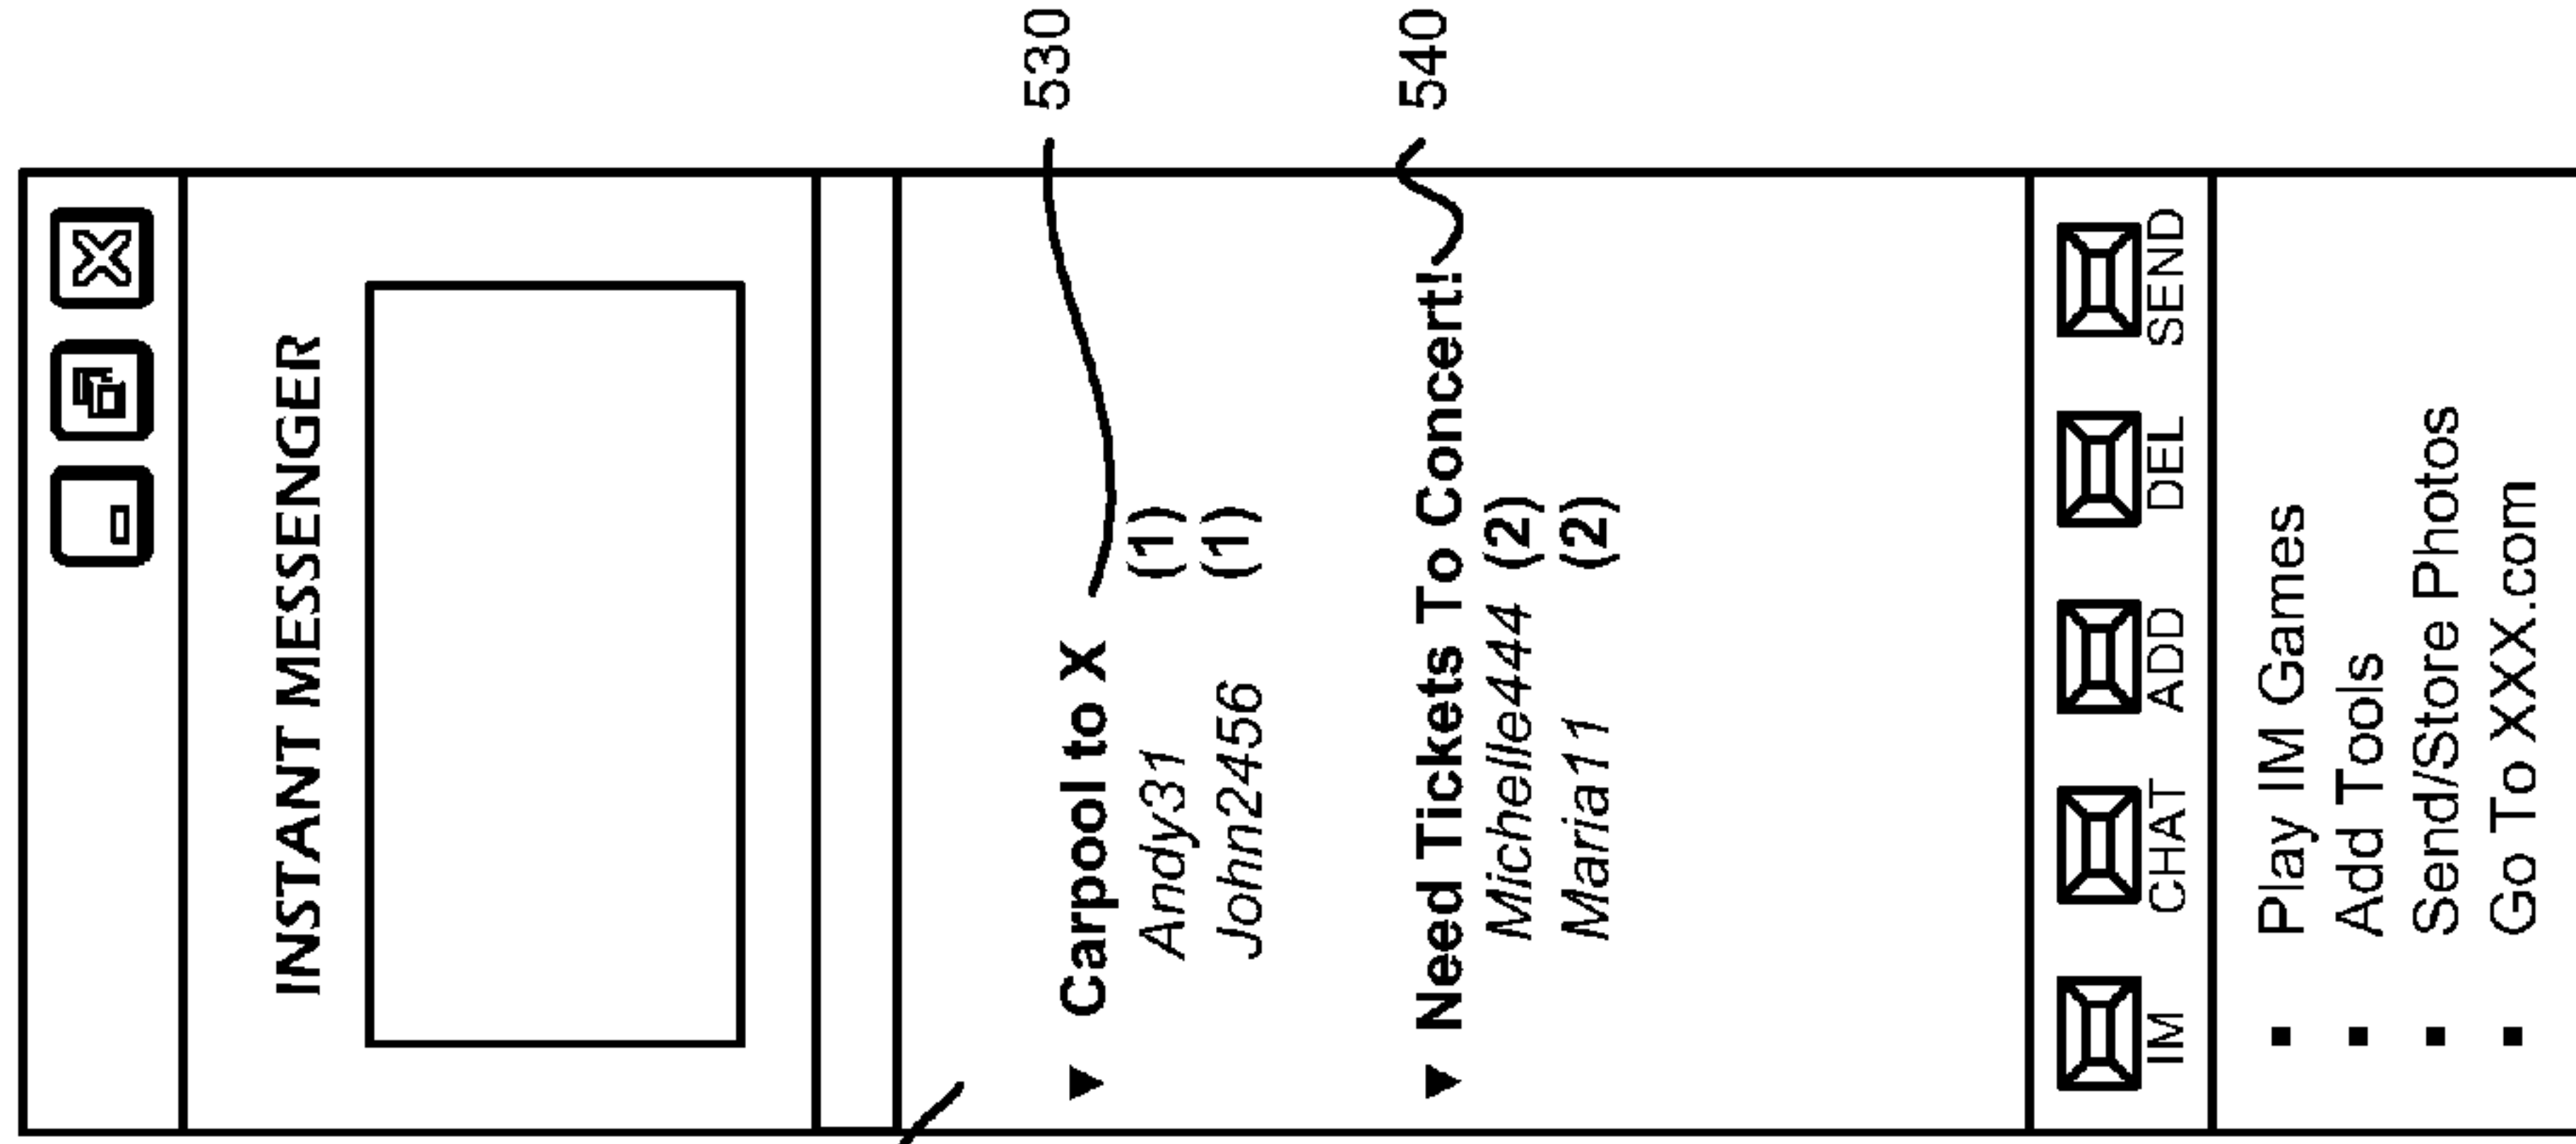 INSTANT MESSENGER
▼ Carpool to X
530
Andy31 (1)
John2456 (1)
▼ Need Tickets To Concert!
540
Michelle444 (2)
Maria11 (2)
IM CHAT ADD DEL SEND
▪ Play IM Games
▪ Add Tools
▪ Send/Store Photos
▪ Go To XXX.com